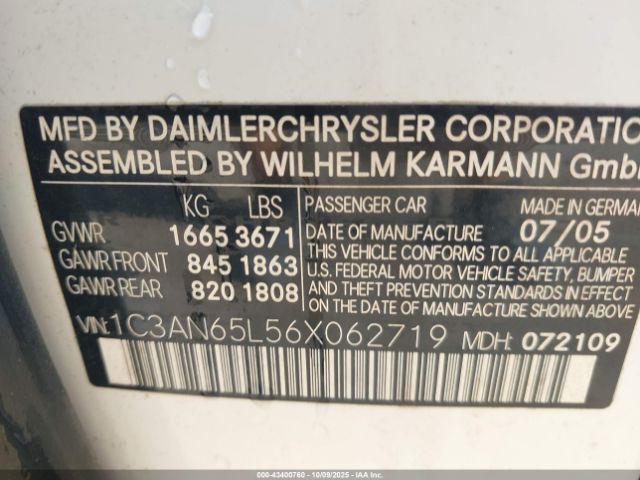 MFD BY DAIMLERCHRYSLER CORPORATIO
ASSEMBLED BY WILHELM KARMANN Gmb
KG LBS
GVWR 1665 3671
GAWR FRONT 845 1863
GAWR REAR 820 1808
PASSENGER CAR MADE IN GERMAN
DATE OF MANUFACTURE 07/05
THIS VEHICLE CONFORMS TO ALL APPLICABLE
U.S. FEDERAL MOTOR VEHICLE SAFETY, BUMPER
AND THEFT PREVENTION STANDARDS IN EFFECT
ON THE DATE OF MANUFACTURE SHOWN ABOVE
VIN: 1C3AN65L56X062719 MDH: 072109
000-43400760 | 10/09/2025 | IAA, Inc.